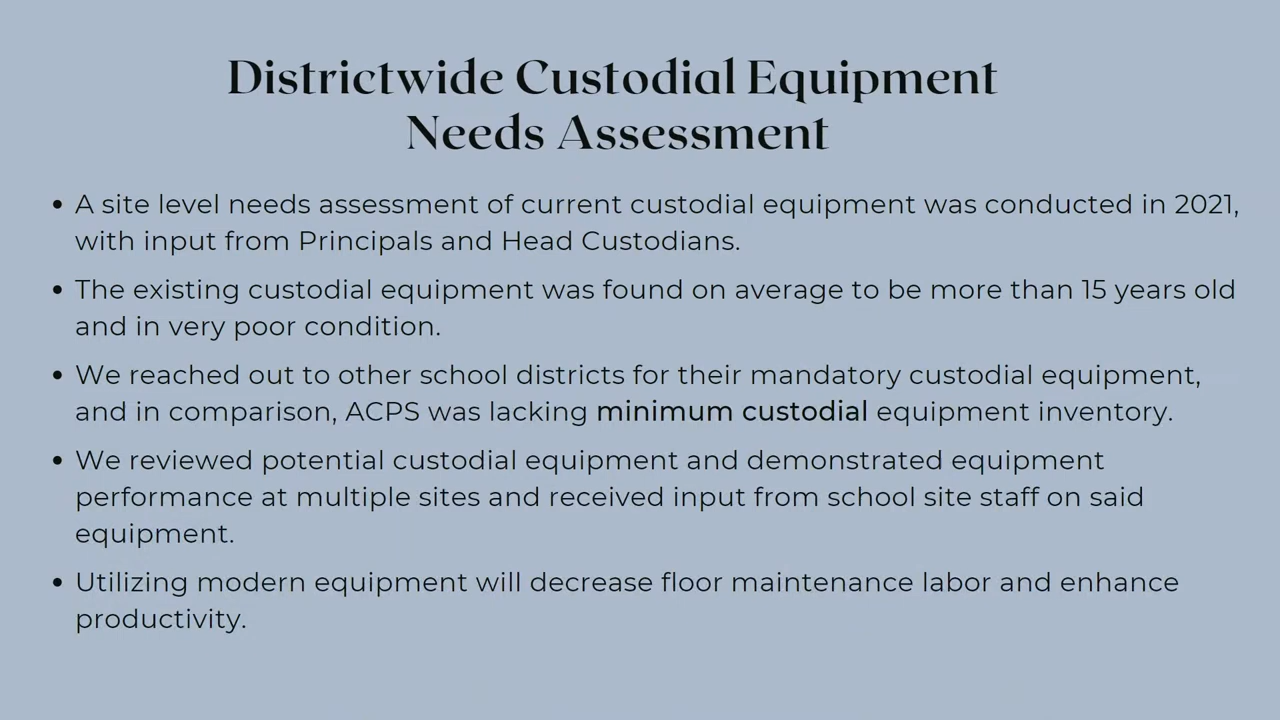 Districtwide Custodial Equipment
Needs Assessment
• A site level needs assessment of current custodial equipment was conducted in 2021,
with input from Principals and Head Custodians.
• The existing custodial equipment was found on average to be more than 15 years old
and in very poor condition.
• We reached out to other school districts for their mandatory custodial equipment,
and in comparison, ACPS was lacking minimum custodial equipment inventory.
• We reviewed potential custodial equipment and demonstrated equipment
performance at multiple sites and received input from school site staff on said
equipment.
• Utilizing modern equipment will decrease floor maintenance labor and enhance
productivity.